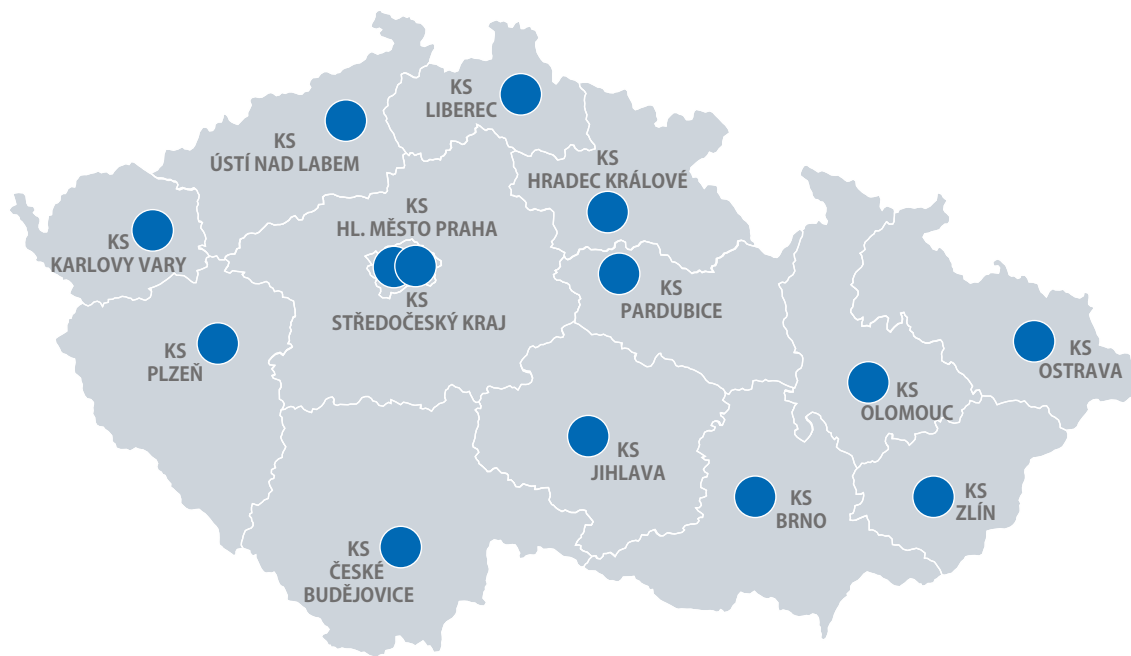 KS
LIBEREC
KS
ÚSTÍ NAD LABEM
KS
HRADEC KRÁLOVÉ
KS
HL. MĚSTO PRAHA
KS
KARLOVY VARY
KS
PARDUBICE
KS
STŘEDOČESKÝ KRAJ
KS
PLZEŇ
KS
OSTRAVA
KS
OLOMOUC
KS
JIHLAVA
KS
BRNO
KS
ZLÍN
KS
ČESKÉ
BUDĚJOVICE